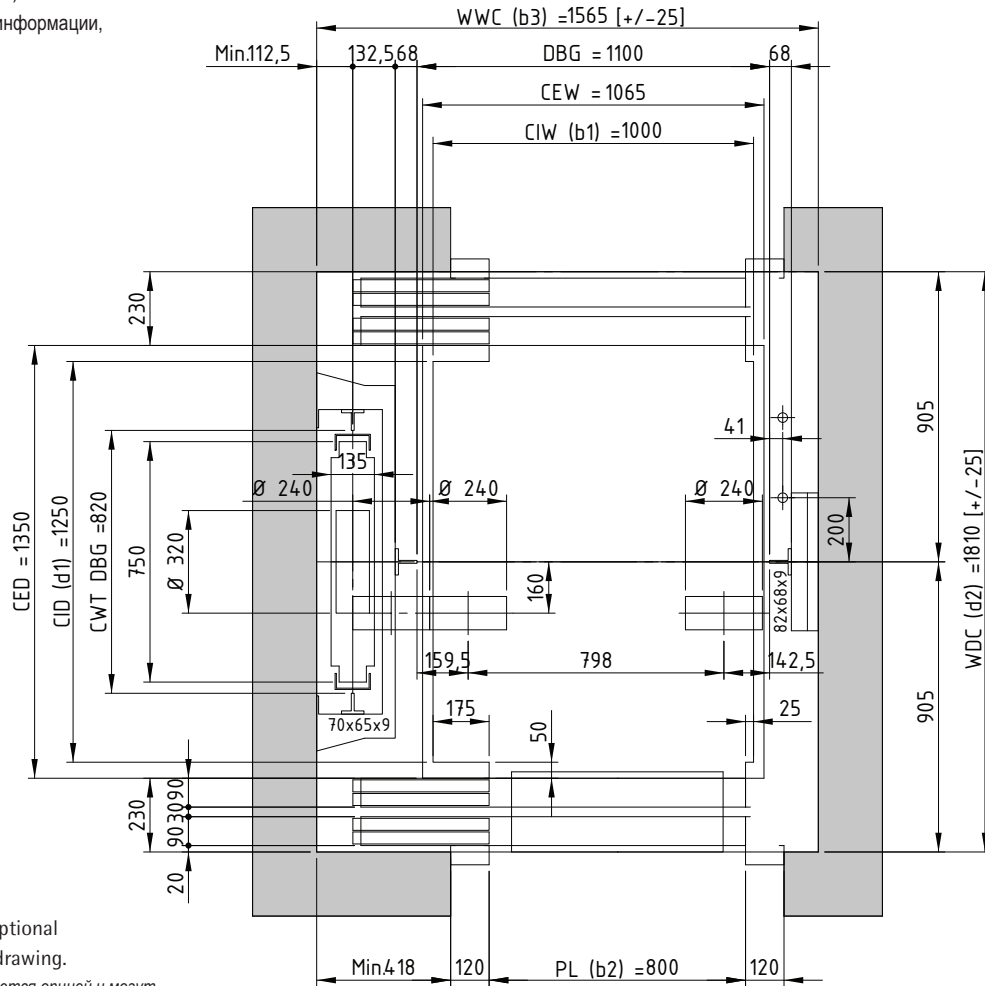 информации,
WWC (b3) =1565 [+/-25]
Min.112,5
132,5
68
DBG =1100
68
CEW =1065
CIW (b1) =1000
230
905
41
135
Ø 240
Ø 240
Ø 240
200
CED =1350
CID (d1) =1250
CWT DBG =820
750
Ø 320
160
82x68x9
WDC (d2) =1810 [+/-25]
159,5
798
142,5
175
50
25
70x65x9
905
230
90
30
90
20
ptional
drawing.
Min.418
120
PL (b2) =800
120